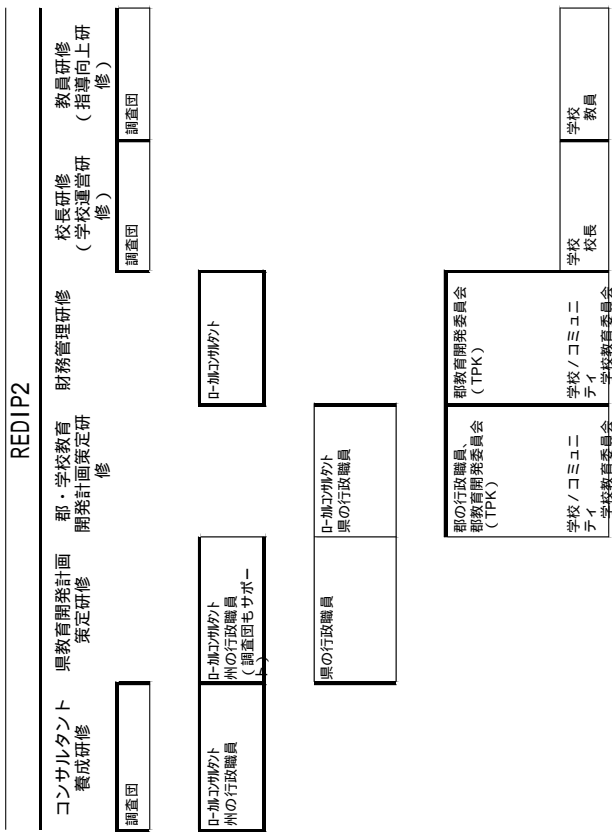 REDIP2
コンサルタント
養成研修
県教育開発計画
策定研修
郡・学校教育
開発計画策定研
修
財務管理研修
校長研修
(学校運営研
修)
教員研修
(指導向上研
修)
調査団
調査団
調査団
ローカルコンサルタント
州の行政職員
ローカルコンサルタント
州の行政職員
(調査団もサポー
ト)
ローカルコンサルタント
県の行政職員
ローカルコンサルタント
県の行政職員
郡の行政職員、
郡教育開発委員会
(TPK)
学校/コミュニ
ティ
学校教育委員会
郡教育開発委員会
(TPK)
学校/コミュニ
ティ
学校教育委員会
学校
校長
学校
教員